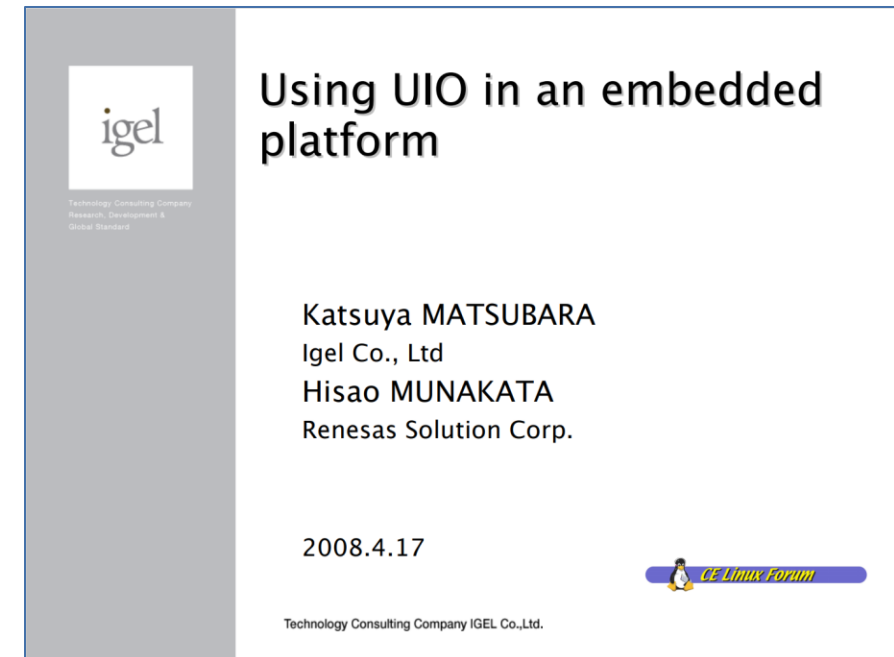 igel
Technology Consulting Company
Research, Development &
Global Standard
Using UIO in an embedded
platform
Katsuya MATSUBARA
Igel Co., Ltd
Hisao MUNAKATA
Renesas Solution Corp.
2008.4.17
CE Linux Forum
Technology Consulting Company IGEL Co.,Ltd.